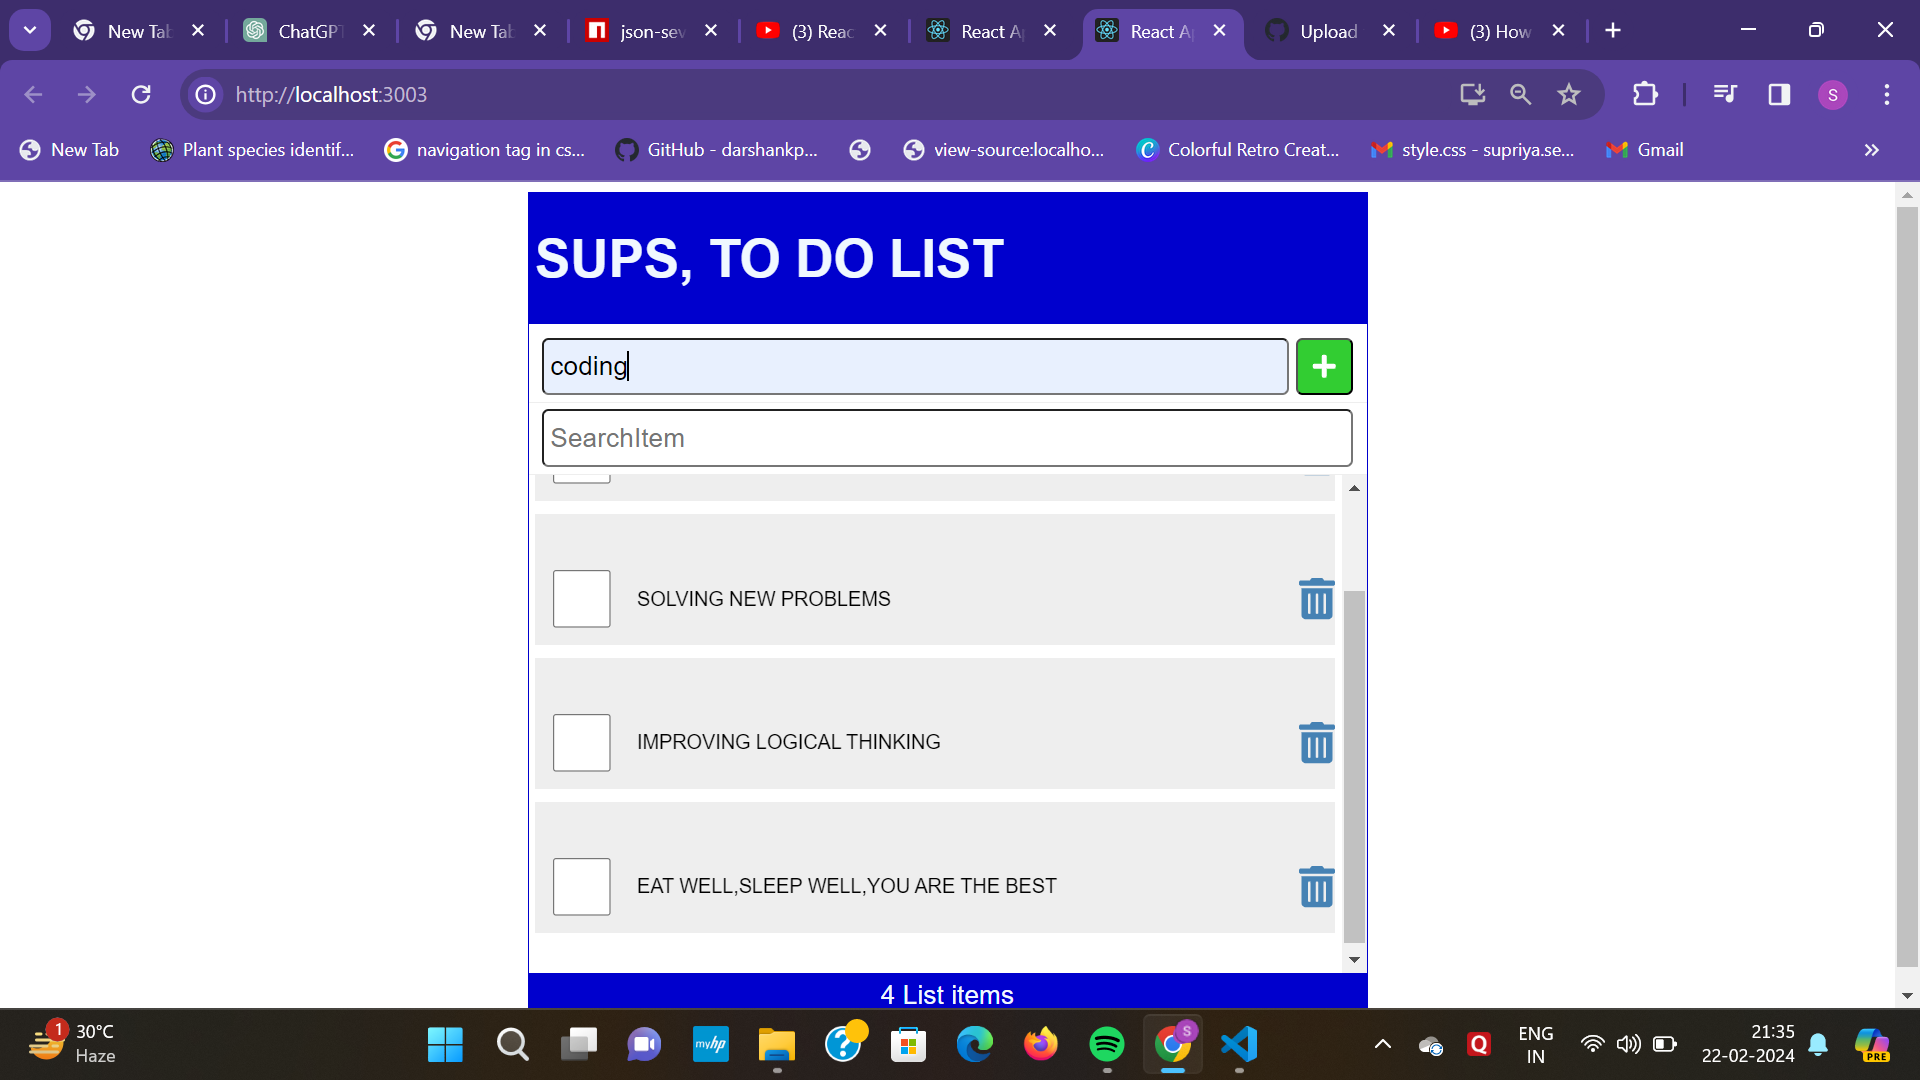 New Tab
ChatGPT
New Tab
json-serv
(3) Reac
React Ap
React Ap
Upload
(3) How
http://localhost:3003
S
New Tab
Plant species identif...
navigation tag in cs...
GitHub - darshankp...
view-source:localho...
Colorful Retro Creat...
style.css - supriya.se...
Gmail
SUPS, TO DO LIST
coding
SearchItem
SOLVING NEW PROBLEMS
IMPROVING LOGICAL THINKING
EAT WELL,SLEEP WELL,YOU ARE THE BEST
4 List items
1
30°C
Haze
myhp
S
ENG
IN
21:35
22-02-2024
PRE